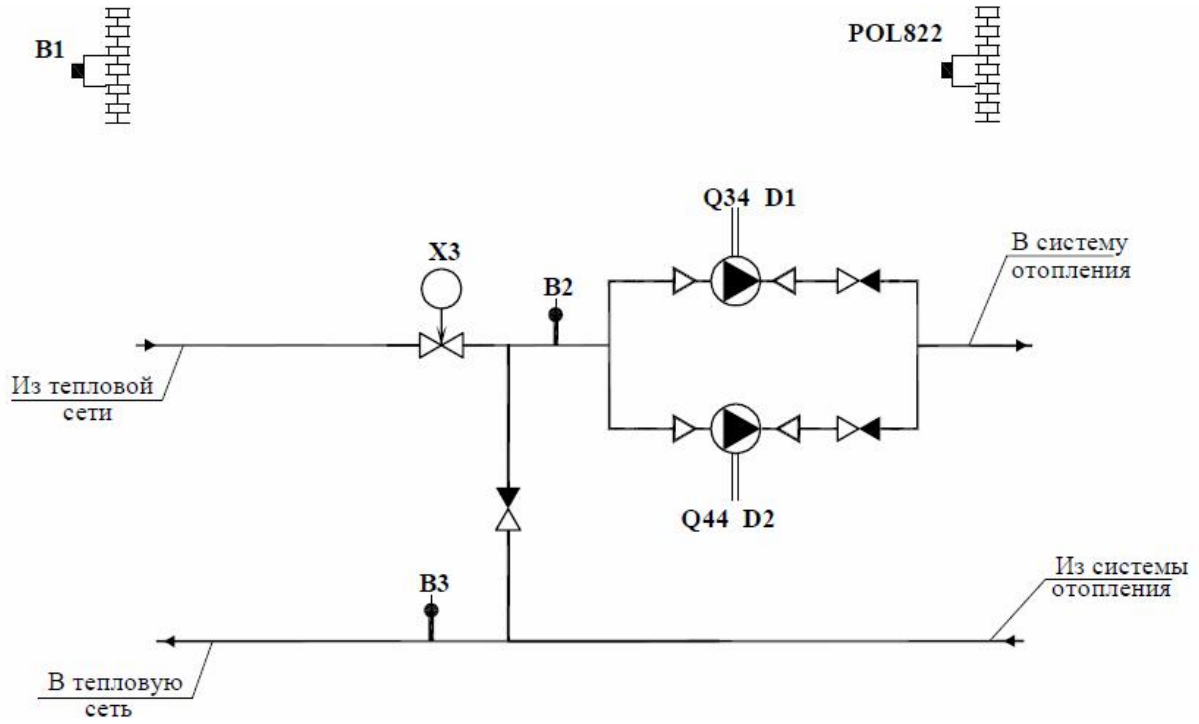 B1
POL822
Q34 D1
X3
B2
В систему
отопления
Из тепловой
сети
Q44 D2
B3
Из системы
отопления
В тепловую
сеть